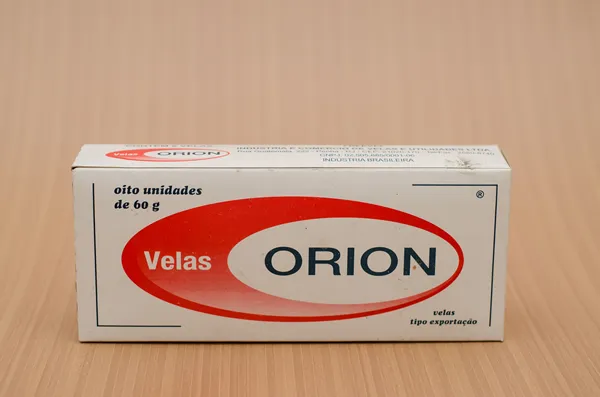 Velas ORION
INDÚSTRIA E COMÉRCIO DE VELAS E UTILIDADES LTDA
INDÚSTRIA BRASILEIRA
oito unidades
de 60 g
®
Velas ORION
velas
tipo exportação